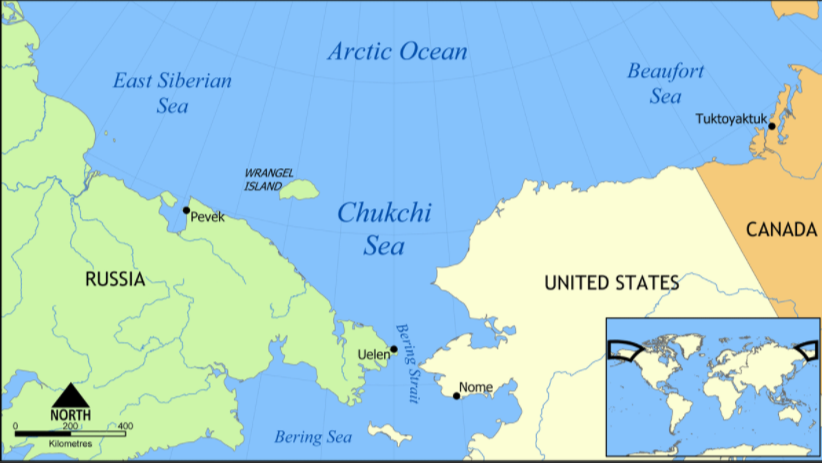 Arctic Ocean
East Siberian
Sea
Beaufort
Sea
Tuktoyaktuk
WRANGEL
ISLAND
Pevek
Chukchi
Sea
CANADA
RUSSIA
UNITED STATES
Uelen
Bering Strait
Nome
NORTH
0 200 400
Kilometres
Bering Sea